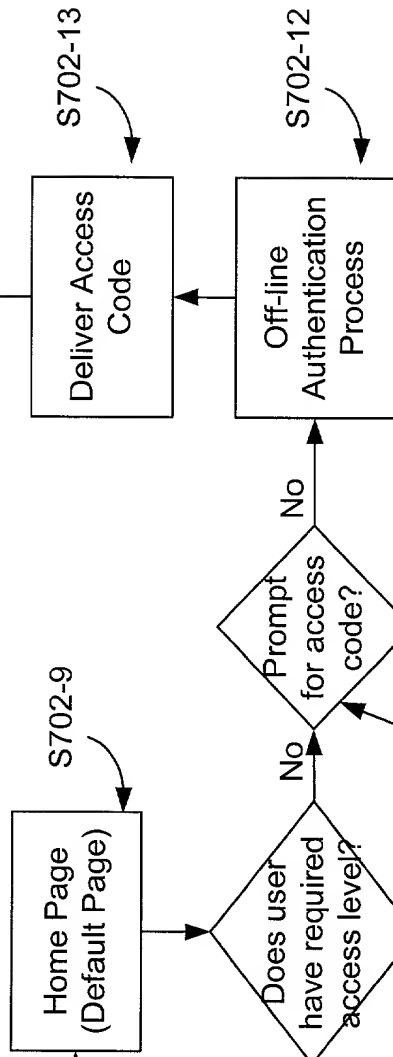 S702-13
Deliver Access
Code
S702-12
Off-line
Authentication
Process
No
Prompt
for access
code?
S702-9
No
Home Page
(Default Page)
Does user
have required
access level?